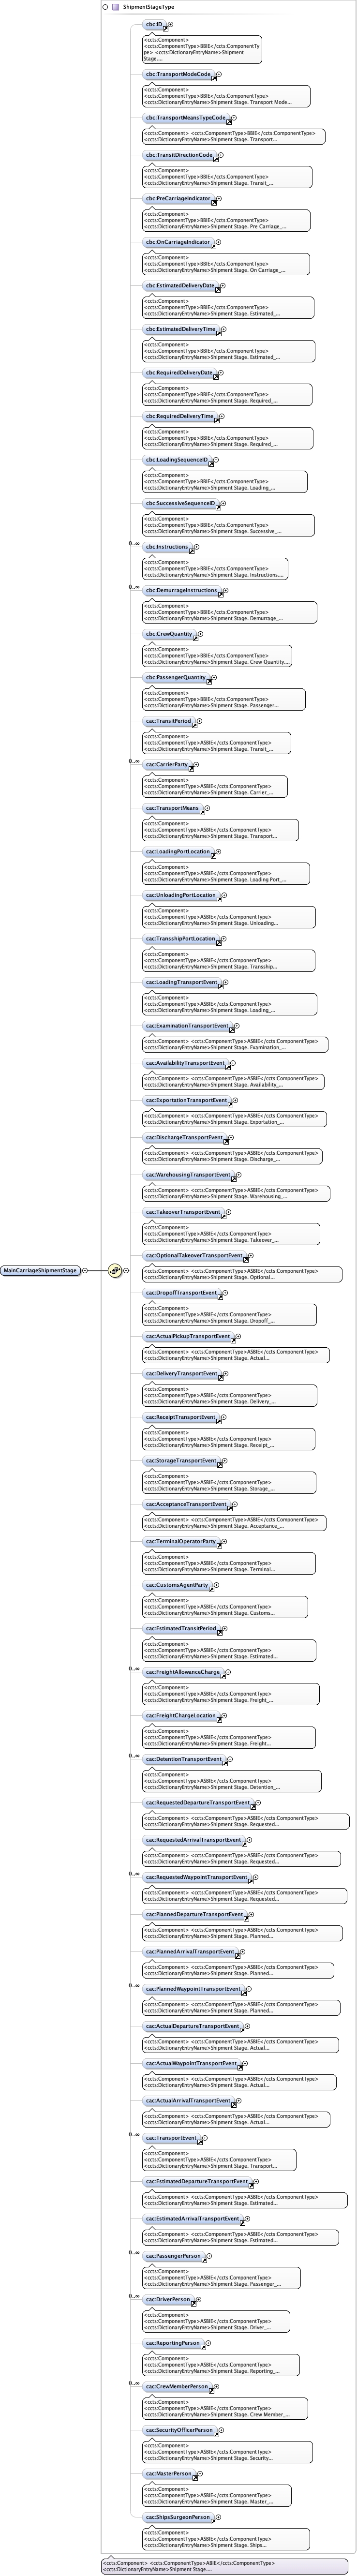 ShipmentStageType
cbc:ID
<ccts:Component>
<ccts:ComponentType>BBIE</ccts:ComponentTy
pe> <ccts:DictionaryEntryName>Shipment
Stage....
cbc:TransportModeCode
<ccts:Component>
<ccts:ComponentType>BBIE</ccts:ComponentType>
<ccts:DictionaryEntryName>Shipment Stage. Transport Mode....
cbc:TransportMeansTypeCode
<ccts:Component> <ccts:ComponentType>BBIE</ccts:ComponentType>
<ccts:DictionaryEntryName>Shipment Stage. Transport....
cbc:TransitDirectionCode
<ccts:Component>
<ccts:ComponentType>BBIE</ccts:ComponentType>
<ccts:DictionaryEntryName>Shipment Stage. Transit_...
cbc:PreCarriageIndicator
<ccts:Component>
<ccts:ComponentType>BBIE</ccts:ComponentType>
<ccts:DictionaryEntryName>Shipment Stage. Pre Carriage_...
cbc:OnCarriageIndicator
<ccts:Component>
<ccts:ComponentType>BBIE</ccts:ComponentType>
<ccts:DictionaryEntryName>Shipment Stage. On Carriage_...
cbc:EstimatedDeliveryDate
<ccts:Component>
<ccts:ComponentType>BBIE</ccts:ComponentType>
<ccts:DictionaryEntryName>Shipment Stage. Estimated_...
cbc:EstimatedDeliveryTime
<ccts:Component>
<ccts:ComponentType>BBIE</ccts:ComponentType>
<ccts:DictionaryEntryName>Shipment Stage. Estimated_...
cbc:RequiredDeliveryDate
<ccts:Component>
<ccts:ComponentType>BBIE</ccts:ComponentType>
<ccts:DictionaryEntryName>Shipment Stage. Required_...
cbc:RequiredDeliveryTime
<ccts:Component>
<ccts:ComponentType>BBIE</ccts:ComponentType>
<ccts:DictionaryEntryName>Shipment Stage. Required_...
cbc:LoadingSequenceID
<ccts:Component>
<ccts:ComponentType>BBIE</ccts:ComponentType>
<ccts:DictionaryEntryName>Shipment Stage. Loading_...
cbc:SuccessiveSequenceID
<ccts:Component>
<ccts:ComponentType>BBIE</ccts:ComponentType>
<ccts:DictionaryEntryName>Shipment Stage. Successive_...
0..∞ cbc:Instructions
<ccts:Component>
<ccts:ComponentType>BBIE</ccts:ComponentType>
<ccts:DictionaryEntryName>Shipment Stage. Instructions....
0..∞ cbc:DemurrageInstructions
<ccts:Component>
<ccts:ComponentType>BBIE</ccts:ComponentType>
<ccts:DictionaryEntryName>Shipment Stage. Demurrage_...
cbc:CrewQuantity
<ccts:Component>
<ccts:ComponentType>BBIE</ccts:ComponentType>
<ccts:DictionaryEntryName>Shipment Stage. Crew Quantity....
cbc:PassengerQuantity
<ccts:Component>
<ccts:ComponentType>BBIE</ccts:ComponentType>
<ccts:DictionaryEntryName>Shipment Stage. Passenger...
cac:TransitPeriod
<ccts:Component>
<ccts:ComponentType>ASBIE</ccts:ComponentType>
<ccts:DictionaryEntryName>Shipment Stage. Transit_...
0..∞ cac:CarrierParty
<ccts:Component>
<ccts:ComponentType>ASBIE</ccts:ComponentType>
<ccts:DictionaryEntryName>Shipment Stage. Carrier_...
cac:TransportMeans
<ccts:Component>
<ccts:ComponentType>ASBIE</ccts:ComponentType>
<ccts:DictionaryEntryName>Shipment Stage. Transport...
cac:LoadingPortLocation
<ccts:Component>
<ccts:ComponentType>ASBIE</ccts:ComponentType>
<ccts:DictionaryEntryName>Shipment Stage. Loading Port_...
cac:UnloadingPortLocation
<ccts:Component>
<ccts:ComponentType>ASBIE</ccts:ComponentType>
<ccts:DictionaryEntryName>Shipment Stage. Unloading...
cac:TransshipPortLocation
<ccts:Component>
<ccts:ComponentType>ASBIE</ccts:ComponentType>
<ccts:DictionaryEntryName>Shipment Stage. Transship...
cac:LoadingTransportEvent
<ccts:Component>
<ccts:ComponentType>ASBIE</ccts:ComponentType>
<ccts:DictionaryEntryName>Shipment Stage. Loading_...
cac:ExaminationTransportEvent
<ccts:Component> <ccts:ComponentType>ASBIE</ccts:ComponentType>
<ccts:DictionaryEntryName>Shipment Stage. Examination_...
cac:AvailabilityTransportEvent
<ccts:Component> <ccts:ComponentType>ASBIE</ccts:ComponentType>
<ccts:DictionaryEntryName>Shipment Stage. Availability_...
cac:ExportationTransportEvent
<ccts:Component> <ccts:ComponentType>ASBIE</ccts:ComponentType>
<ccts:DictionaryEntryName>Shipment Stage. Exportation_...
cac:DischargeTransportEvent
<ccts:Component> <ccts:ComponentType>ASBIE</ccts:ComponentType>
<ccts:DictionaryEntryName>Shipment Stage. Discharge_...
cac:WarehousingTransportEvent
<ccts:Component> <ccts:ComponentType>ASBIE</ccts:ComponentType>
<ccts:DictionaryEntryName>Shipment Stage. Warehousing_...
cac:TakeoverTransportEvent
<ccts:Component>
<ccts:ComponentType>ASBIE</ccts:ComponentType>
<ccts:DictionaryEntryName>Shipment Stage. Takeover_...
MainCarriageShipmentStage
cac:OptionalTakeoverTransportEvent
<ccts:Component> <ccts:ComponentType>ASBIE</ccts:ComponentType>
<ccts:DictionaryEntryName>Shipment Stage. Optional...
cac:DropoffTransportEvent
<ccts:Component>
<ccts:ComponentType>ASBIE</ccts:ComponentType>
<ccts:DictionaryEntryName>Shipment Stage. Dropoff_...
cac:ActualPickupTransportEvent
<ccts:Component> <ccts:ComponentType>ASBIE</ccts:ComponentType>
<ccts:DictionaryEntryName>Shipment Stage. Actual...
cac:DeliveryTransportEvent
<ccts:Component>
<ccts:ComponentType>ASBIE</ccts:ComponentType>
<ccts:DictionaryEntryName>Shipment Stage. Delivery_...
cac:ReceiptTransportEvent
<ccts:Component>
<ccts:ComponentType>ASBIE</ccts:ComponentType>
<ccts:DictionaryEntryName>Shipment Stage. Receipt_...
cac:StorageTransportEvent
<ccts:Component>
<ccts:ComponentType>ASBIE</ccts:ComponentType>
<ccts:DictionaryEntryName>Shipment Stage. Storage_...
cac:AcceptanceTransportEvent
<ccts:Component> <ccts:ComponentType>ASBIE</ccts:ComponentType>
<ccts:DictionaryEntryName>Shipment Stage. Acceptance_...
cac:TerminalOperatorParty
<ccts:Component>
<ccts:ComponentType>ASBIE</ccts:ComponentType>
<ccts:DictionaryEntryName>Shipment Stage. Terminal...
cac:CustomsAgentParty
<ccts:Component>
<ccts:ComponentType>ASBIE</ccts:ComponentType>
<ccts:DictionaryEntryName>Shipment Stage. Customs...
cac:EstimatedTransitPeriod
<ccts:Component>
<ccts:ComponentType>ASBIE</ccts:ComponentType>
<ccts:DictionaryEntryName>Shipment Stage. Estimated...
0..∞ cac:FreightAllowanceCharge
<ccts:Component>
<ccts:ComponentType>ASBIE</ccts:ComponentType>
<ccts:DictionaryEntryName>Shipment Stage. Freight_...
cac:FreightChargeLocation
<ccts:Component>
<ccts:ComponentType>ASBIE</ccts:ComponentType>
<ccts:DictionaryEntryName>Shipment Stage. Freight...
0..∞ cac:DetentionTransportEvent
<ccts:Component>
<ccts:ComponentType>ASBIE</ccts:ComponentType>
<ccts:DictionaryEntryName>Shipment Stage. Detention_...
cac:RequestedDepartureTransportEvent
<ccts:Component> <ccts:ComponentType>ASBIE</ccts:ComponentType>
<ccts:DictionaryEntryName>Shipment Stage. Requested...
cac:RequestedArrivalTransportEvent
<ccts:Component> <ccts:ComponentType>ASBIE</ccts:ComponentType>
<ccts:DictionaryEntryName>Shipment Stage. Requested...
0..∞ cac:RequestedWaypointTransportEvent
<ccts:Component> <ccts:ComponentType>ASBIE</ccts:ComponentType>
<ccts:DictionaryEntryName>Shipment Stage. Requested...
cac:PlannedDepartureTransportEvent
<ccts:Component> <ccts:ComponentType>ASBIE</ccts:ComponentType>
<ccts:DictionaryEntryName>Shipment Stage. Planned...
cac:PlannedArrivalTransportEvent
<ccts:Component> <ccts:ComponentType>ASBIE</ccts:ComponentType>
<ccts:DictionaryEntryName>Shipment Stage. Planned...
0..∞ cac:PlannedWaypointTransportEvent
<ccts:Component> <ccts:ComponentType>ASBIE</ccts:ComponentType>
<ccts:DictionaryEntryName>Shipment Stage. Planned...
cac:ActualDepartureTransportEvent
<ccts:Component> <ccts:ComponentType>ASBIE</ccts:ComponentType>
<ccts:DictionaryEntryName>Shipment Stage. Actual...
cac:ActualWaypointTransportEvent
<ccts:Component> <ccts:ComponentType>ASBIE</ccts:ComponentType>
<ccts:DictionaryEntryName>Shipment Stage. Actual...
cac:ActualArrivalTransportEvent
<ccts:Component> <ccts:ComponentType>ASBIE</ccts:ComponentType>
<ccts:DictionaryEntryName>Shipment Stage. Actual...
0..∞ cac:TransportEvent
<ccts:Component>
<ccts:ComponentType>ASBIE</ccts:ComponentType>
<ccts:DictionaryEntryName>Shipment Stage. Transport...
cac:EstimatedDepartureTransportEvent
<ccts:Component> <ccts:ComponentType>ASBIE</ccts:ComponentType>
<ccts:DictionaryEntryName>Shipment Stage. Estimated...
cac:EstimatedArrivalTransportEvent
<ccts:Component> <ccts:ComponentType>ASBIE</ccts:ComponentType>
<ccts:DictionaryEntryName>Shipment Stage. Estimated...
0..∞ cac:PassengerPerson
<ccts:Component>
<ccts:ComponentType>ASBIE</ccts:ComponentType>
<ccts:DictionaryEntryName>Shipment Stage. Passenger_...
0..∞ cac:DriverPerson
<ccts:Component>
<ccts:ComponentType>ASBIE</ccts:ComponentType>
<ccts:DictionaryEntryName>Shipment Stage. Driver_...
cac:ReportingPerson
<ccts:Component>
<ccts:ComponentType>ASBIE</ccts:ComponentType>
<ccts:DictionaryEntryName>Shipment Stage. Reporting_...
0..∞ cac:CrewMemberPerson
<ccts:Component>
<ccts:ComponentType>ASBIE</ccts:ComponentType>
<ccts:DictionaryEntryName>Shipment Stage. Crew Member_...
cac:SecurityOfficerPerson
<ccts:Component>
<ccts:ComponentType>ASBIE</ccts:ComponentType>
<ccts:DictionaryEntryName>Shipment Stage. Security...
cac:MasterPerson
<ccts:Component>
<ccts:ComponentType>ASBIE</ccts:ComponentType>
<ccts:DictionaryEntryName>Shipment Stage. Master_...
cac:ShipsSurgeonPerson
<ccts:Component>
<ccts:ComponentType>ASBIE</ccts:ComponentType>
<ccts:DictionaryEntryName>Shipment Stage. Ships...
<ccts:Component> <ccts:ComponentType>ABIE</ccts:ComponentType>
<ccts:DictionaryEntryName>Shipment Stage....